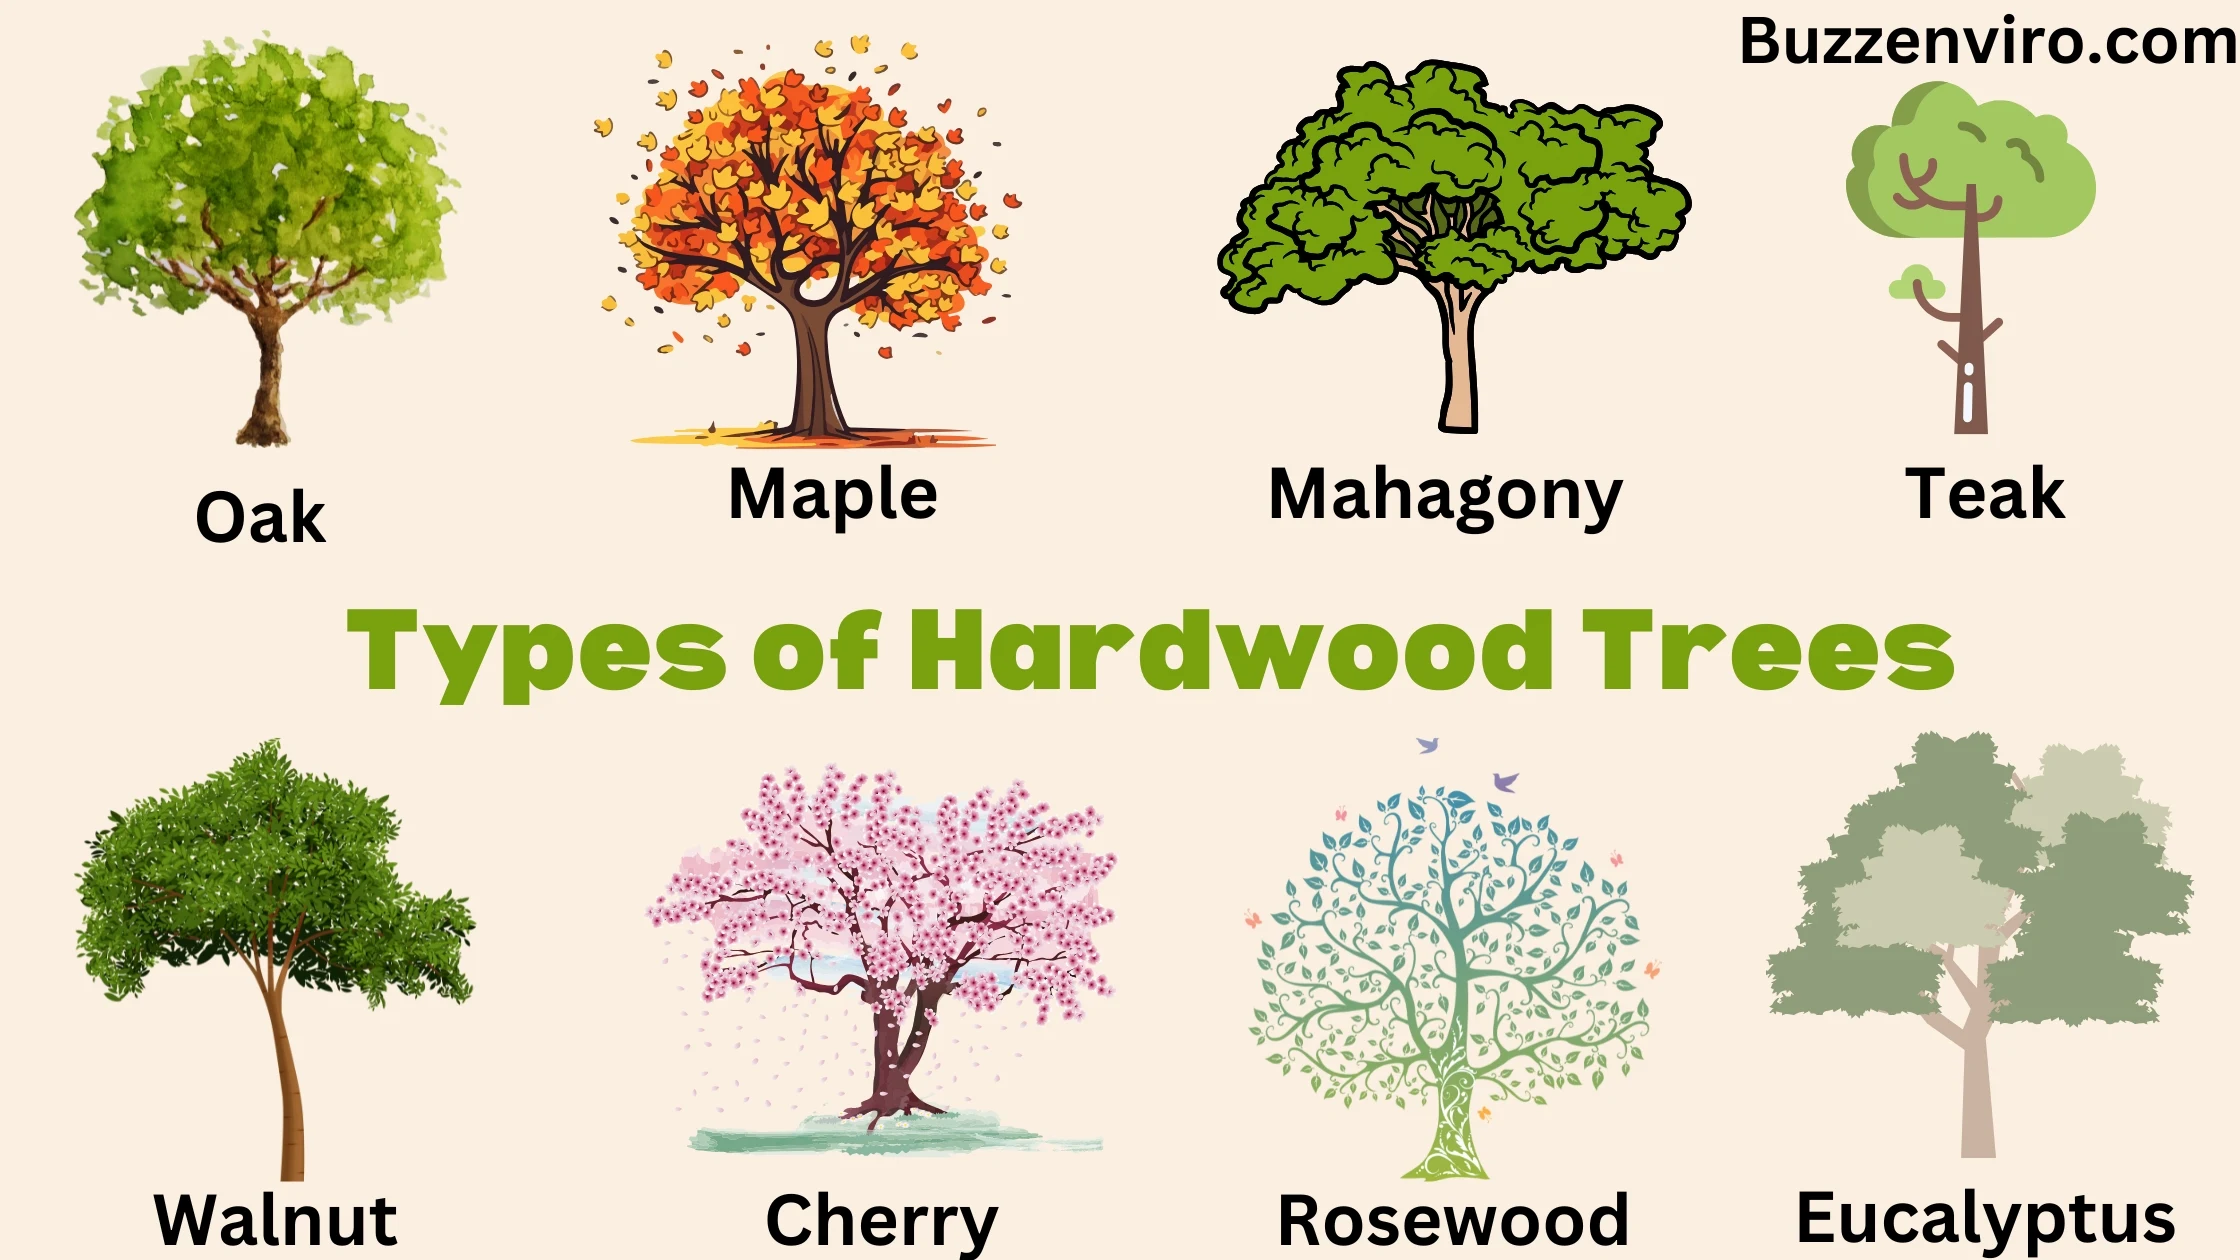 Buzzenviro.com
Oak
Maple
Mahagony
Teak
Types of Hardwood Trees
Walnut
Cherry
Rosewood
Eucalyptus